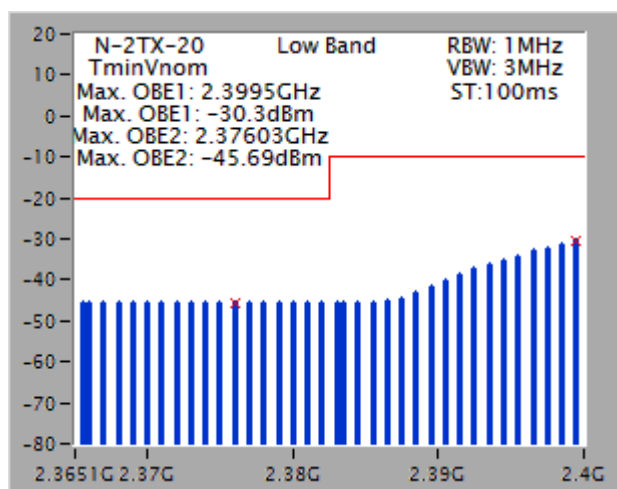 N-2TX-20 Low Band RBW: 1MHz
TminVnom VBW: 3MHz
Max. OBE1: 2.3995GHz ST:100ms
Max. OBE1: −30.3dBm
Max. OBE2: 2.37603GHz
Max. OBE2: −45.69dBm
20
10
0
−10
−20
−30
−40
−50
−60
−70
−80
2.3651G 2.37G 2.38G 2.39G 2.4G